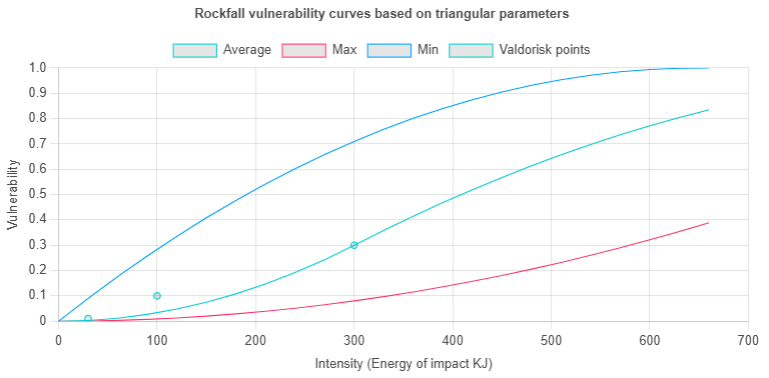 Rockfall vulnerability curves based on triangular parameters
Average Max Min Valdorisk points
1.0
0.9
0.8
0.7
0.6
0.5
0.4
0.3
0.2
0.1
0
Vulnerability
0 100 200 300 400 500 600 700
Intensity (Energy of impact KJ)